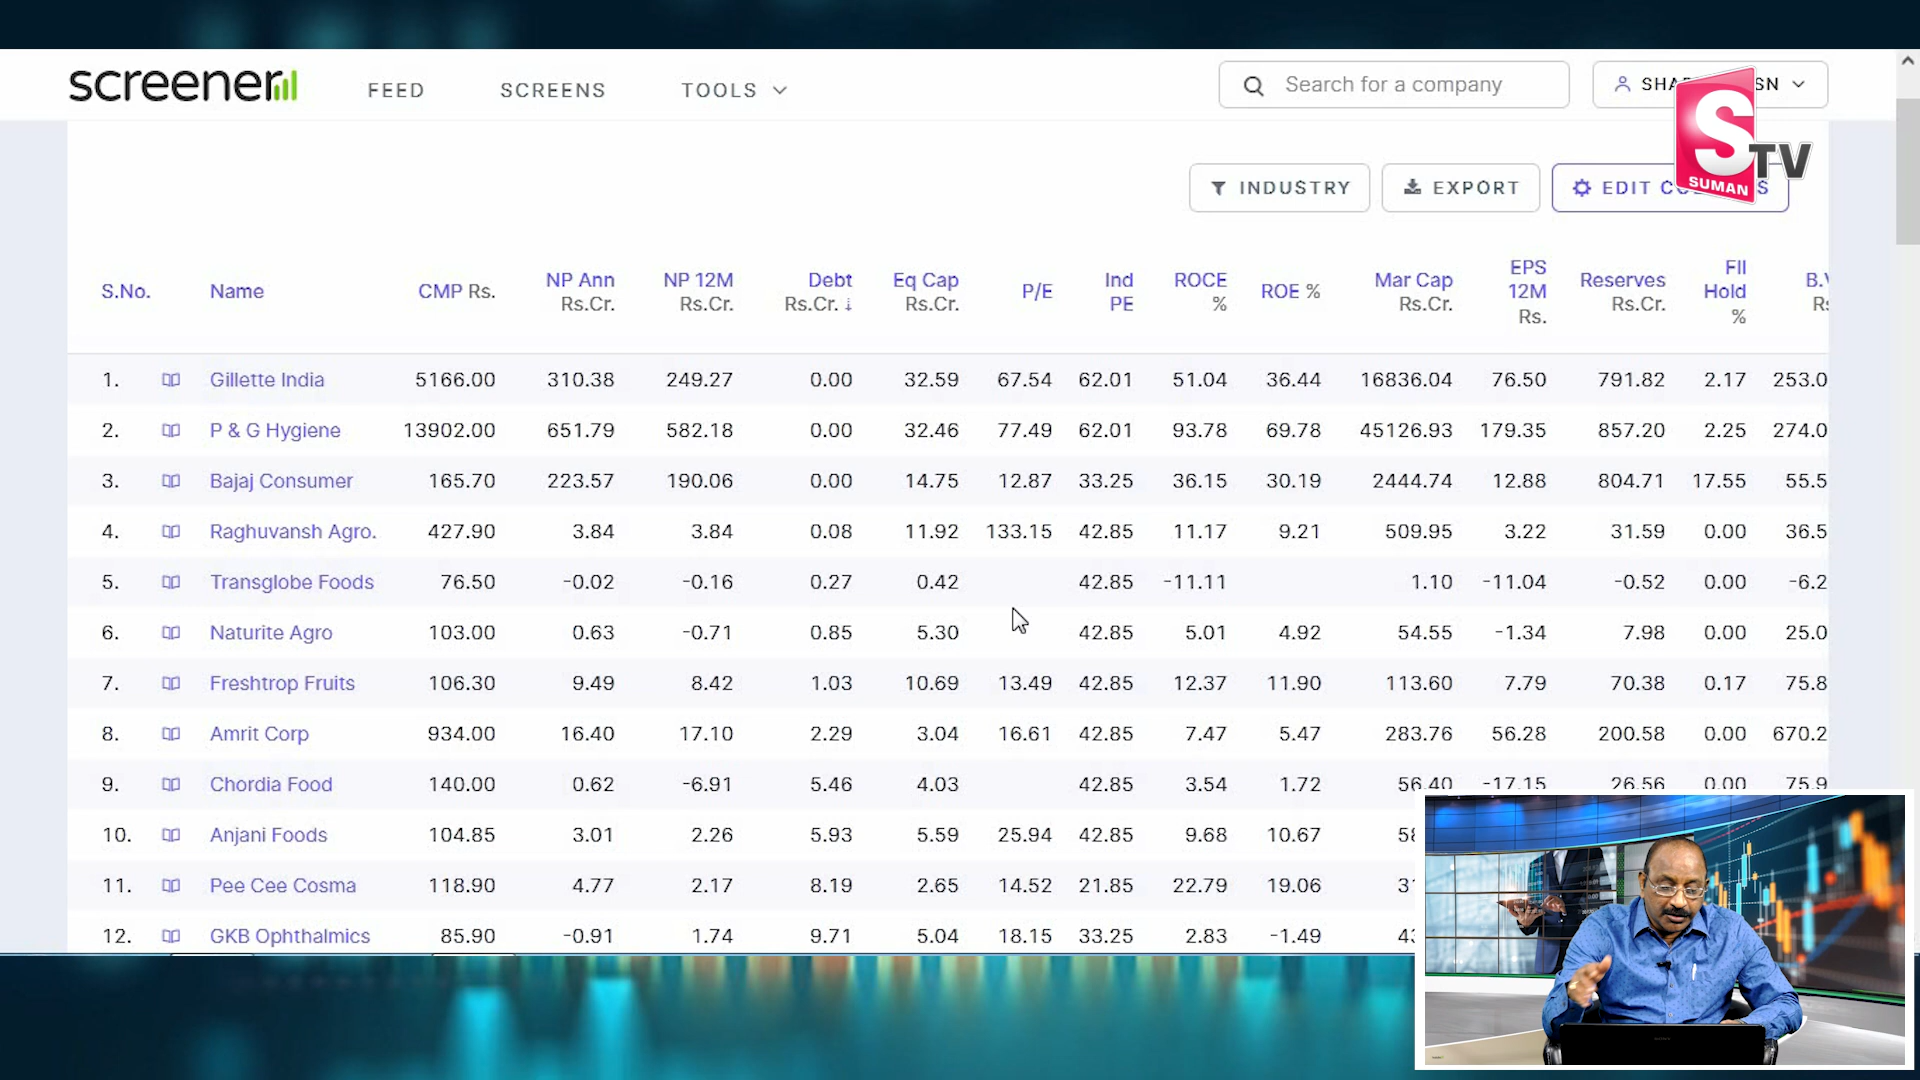 screener FEED SCREENS TOOLS Search for a company
S TV
SUMAN
INDUSTRY EXPORT EDIT
S.No. Name CMP Rs. NP Ann Rs.Cr. NP 12M Rs.Cr. Debt Rs.Cr. ↓ Eq Cap Rs.Cr. P/E Ind PE ROCE % ROE % Mar Cap Rs.Cr. EPS 12M Rs. Reserves Rs.Cr. FII Hold %
1. Gillette India 5166.00 310.38 249.27 0.00 32.59 67.54 62.01 51.04 36.44 16836.04 76.50 791.82 2.17 253.0
2. P & G Hygiene 13902.00 651.79 582.18 0.00 32.46 77.49 62.01 93.78 69.78 45126.93 179.35 857.20 2.25 274.0
3. Bajaj Consumer 165.70 223.57 190.06 0.00 14.75 12.87 33.25 36.15 30.19 2444.74 12.88 804.71 17.55 55.5
4. Raghuvansh Agro. 427.90 3.84 3.84 0.08 11.92 133.15 42.85 11.17 9.21 509.95 3.22 31.59 0.00 36.5
5. Transglobe Foods 76.50 -0.02 -0.16 0.27 0.42 42.85 -11.11 1.10 -11.04 -0.52 0.00 -6.2
6. Naturite Agro 103.00 0.63 -0.71 0.85 5.30 42.85 5.01 4.92 54.55 -1.34 7.98 0.00 25.0
7. Freshtrop Fruits 106.30 9.49 8.42 1.03 10.69 13.49 42.85 12.37 11.90 113.60 7.79 70.38 0.17 75.8
8. Amrit Corp 934.00 16.40 17.10 2.29 3.04 16.61 42.85 7.47 5.47 283.76 56.28 200.58 0.00 670.2
9. Chordia Food 140.00 0.62 -6.91 5.46 4.03 42.85 3.54 1.72 56.40 -17.15 26.56 0.00 75.9
10. Anjani Foods 104.85 3.01 2.26 5.93 5.59 25.94 42.85 9.68 10.67
11. Pee Cee Cosma 118.90 4.77 2.17 8.19 2.65 14.52 21.85 22.79 19.06
12. GKB Ophthalmics 85.90 -0.91 1.74 9.71 5.04 18.15 33.25 2.83 -1.49